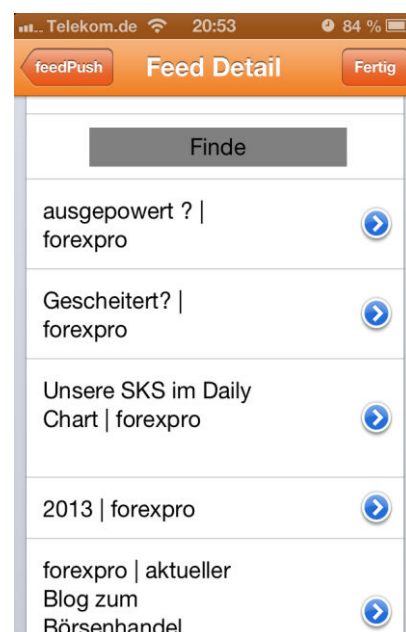 Telekom.de 20:53 84 %
feedPush Feed Detail Fertig
Finde
ausgepowert ? |
forexpro
Gescheitert? |
forexpro
Unsere SKS im Daily
Chart | forexpro
2013 | forexpro
forexpro | aktueller
Blog zum
Börsenhandel